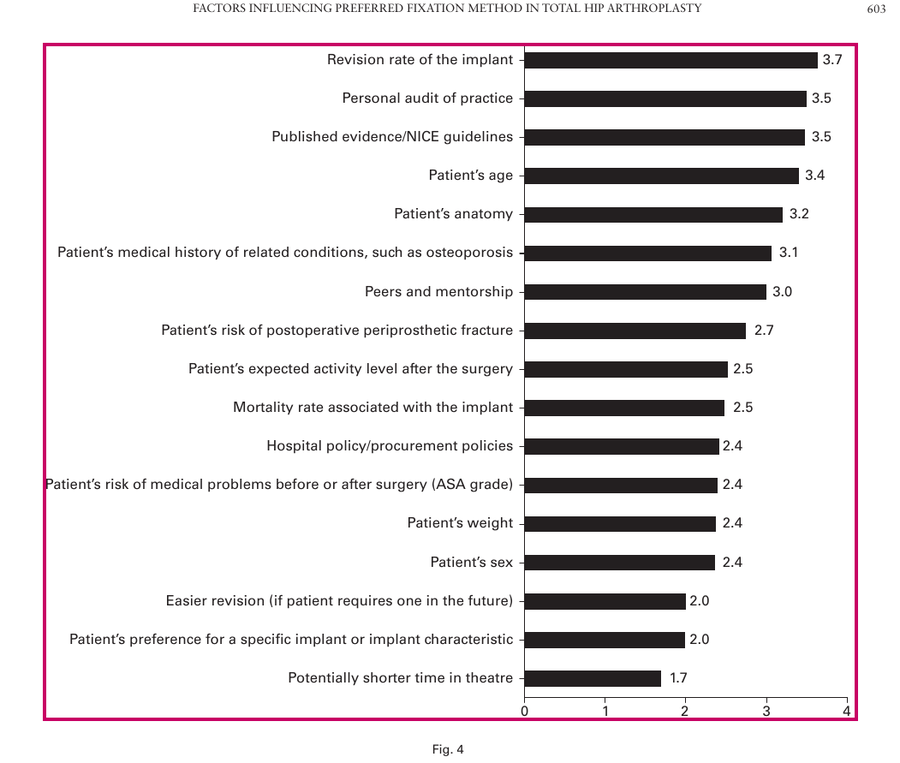 FACTORS INFLUENCING PREFERRED FIXATION METHOD IN TOTAL HIP ARTHROPLASTY 603
Revision rate of the implant 3.7
Personal audit of practice 3.5
Published evidence/NICE guidelines 3.5
Patient's age 3.4
Patient's anatomy 3.2
Patient's medical history of related conditions, such as osteoporosis 3.1
Peers and mentorship 3.0
Patient's risk of postoperative periprosthetic fracture 2.7
Patient's expected activity level after the surgery 2.5
Mortality rate associated with the implant 2.5
Hospital policy/procurement policies 2.4
Patient's risk of medical problems before or after surgery (ASA grade) 2.4
Patient's weight 2.4
Patient's sex 2.4
Easier revision (if patient requires one in the future) 2.0
Patient's preference for a specific implant or implant characteristic 2.0
Potentially shorter time in theatre 1.7
0 1 2 3 4
Fig. 4